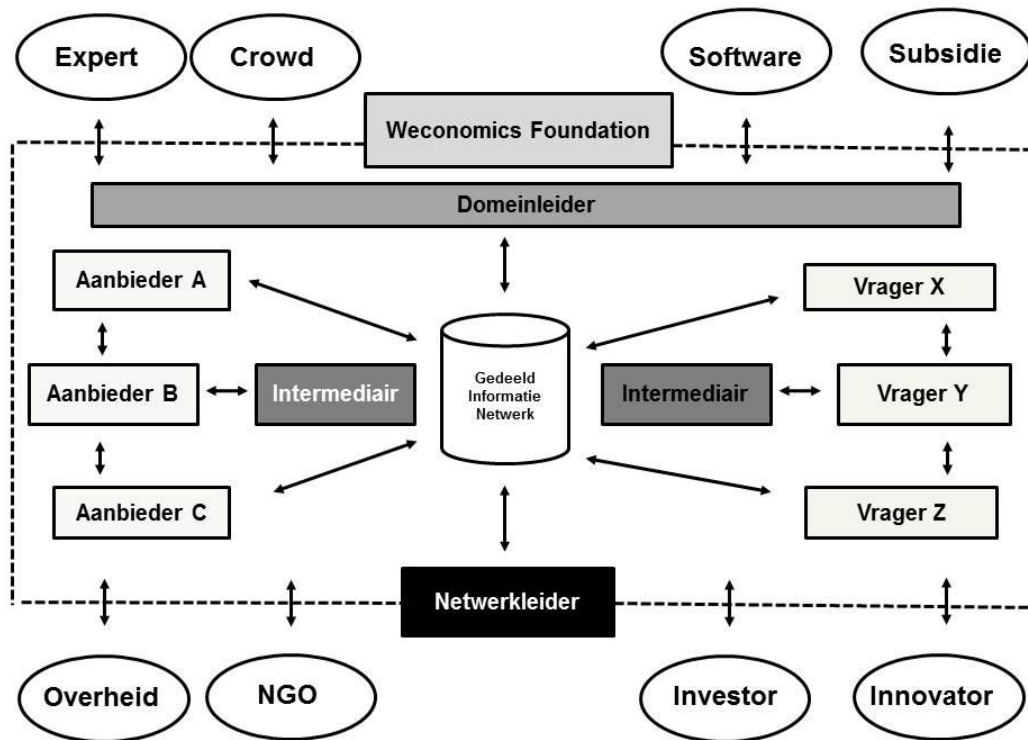 Expert
Crowd
Software
Subsidie
Weconomics Foundation
Domeinleider
Aanbieder A
Vrager X
Aanbieder B
Intermediair
Gedeeld
Informatie
Netwerk
Intermediair
Vrager Y
Aanbieder C
Vrager Z
Netwerkleider
Overheid
NGO
Investor
Innovator